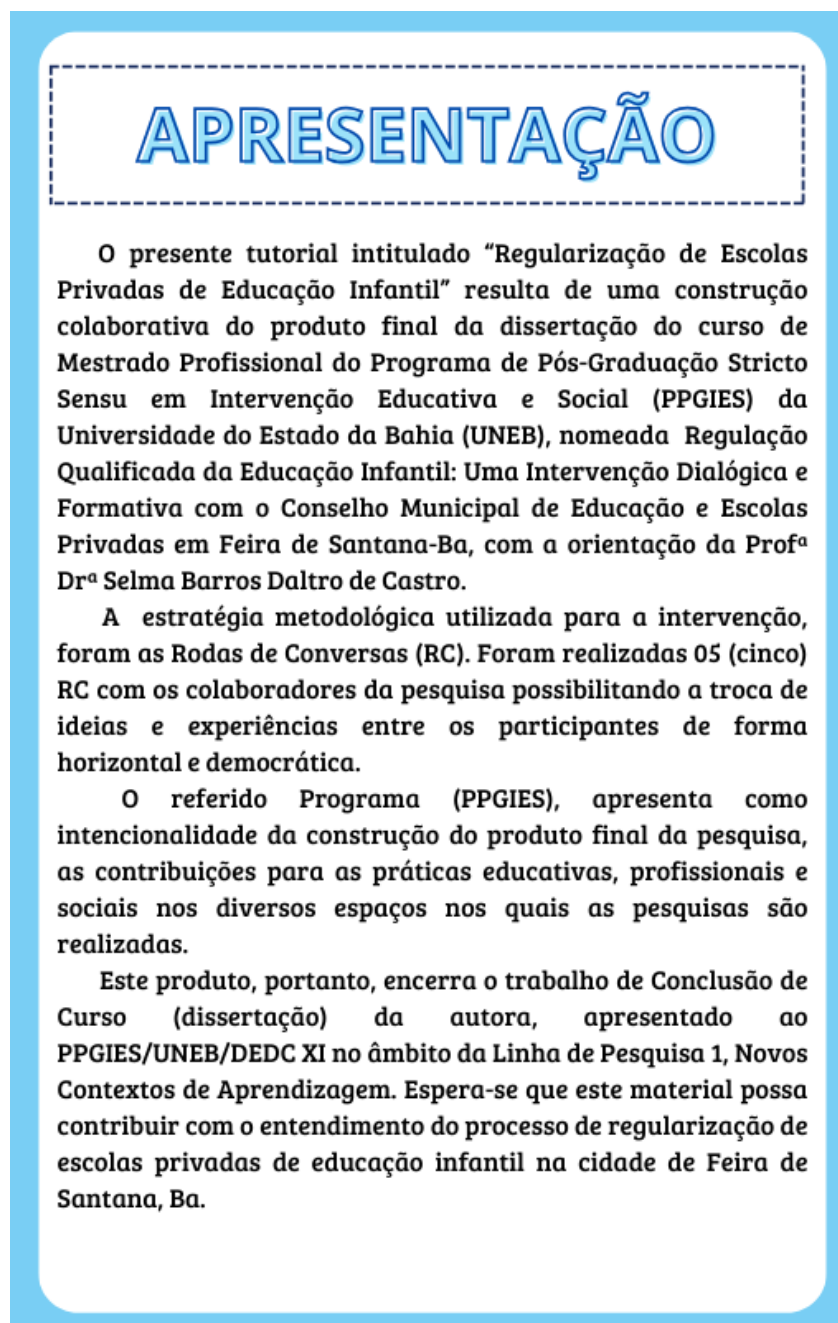 APRESENTAÇÃO
O presente tutorial intitulado “Regularização de Escolas
Privadas de Educação Infantil” resulta de uma construção
colaborativa do produto final da dissertação do curso de
Mestrado Profissional do Programa de Pós-Graduação Stricto
Sensu em Intervenção Educativa e Social (PPGIES) da
Universidade do Estado da Bahia (UNEB), nomeada Regulação
Qualificada da Educação Infantil: Uma Intervenção Dialógica e
Formativa com o Conselho Municipal de Educação e Escolas
Privadas em Feira de Santana-Ba, com a orientação da Profª
Drª Selma Barros Daltro de Castro.
A estratégia metodológica utilizada para a intervenção,
foram as Rodas de Conversas (RC). Foram realizadas 05 (cinco)
RC com os colaboradores da pesquisa possibilitando a troca de
ideias e experiências entre os participantes de forma
horizontal e democrática.
O referido Programa (PPGIES), apresenta como
intencionalidade da construção do produto final da pesquisa,
as contribuições para as práticas educativas, profissionais e
sociais nos diversos espaços nos quais as pesquisas são
realizadas.
Este produto, portanto, encerra o trabalho de Conclusão de
Curso (dissertação) da autora, apresentado ao
PPGIES/UNEB/DEDC XI no âmbito da Linha de Pesquisa 1, Novos
Contextos de Aprendizagem. Espera-se que este material possa
contribuir com o entendimento do processo de regularização de
escolas privadas de educação infantil na cidade de Feira de
Santana, Ba.